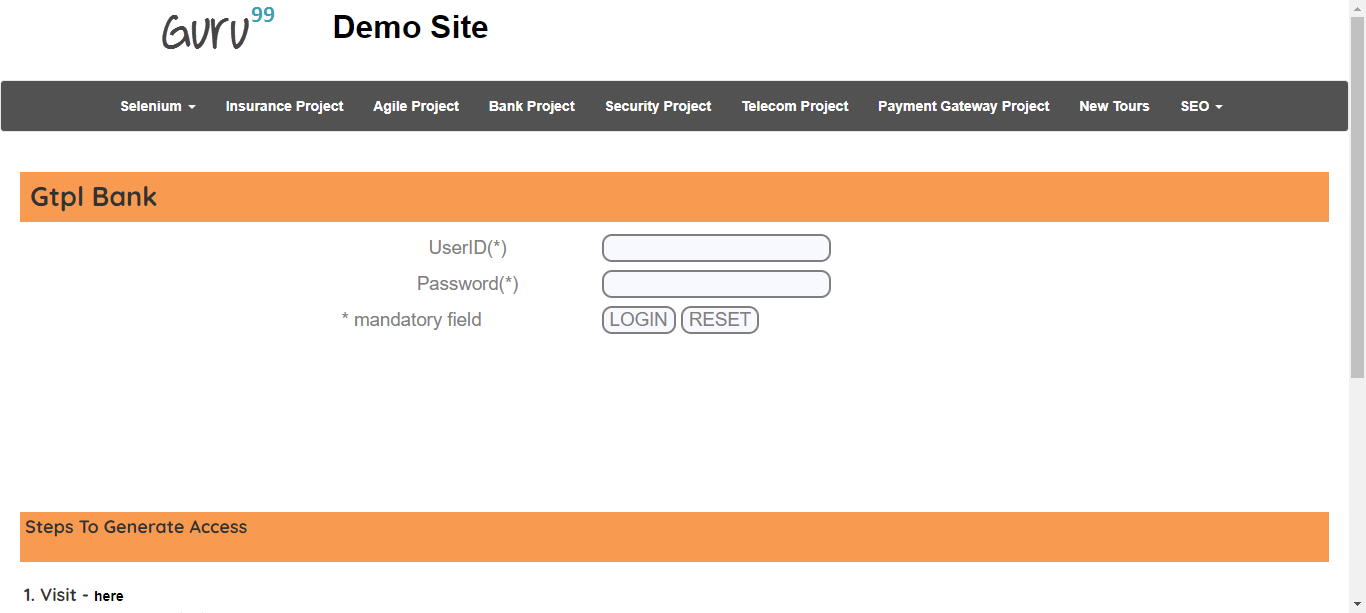 Guru99
Demo Site
Selenium Insurance Project Agile Project Bank Project Security Project Telecom Project Payment Gateway Project New Tours SEO
Gtpl Bank
UserID(*)
Password(*)
* mandatory field LOGIN RESET
Steps To Generate Access
1. Visit - here